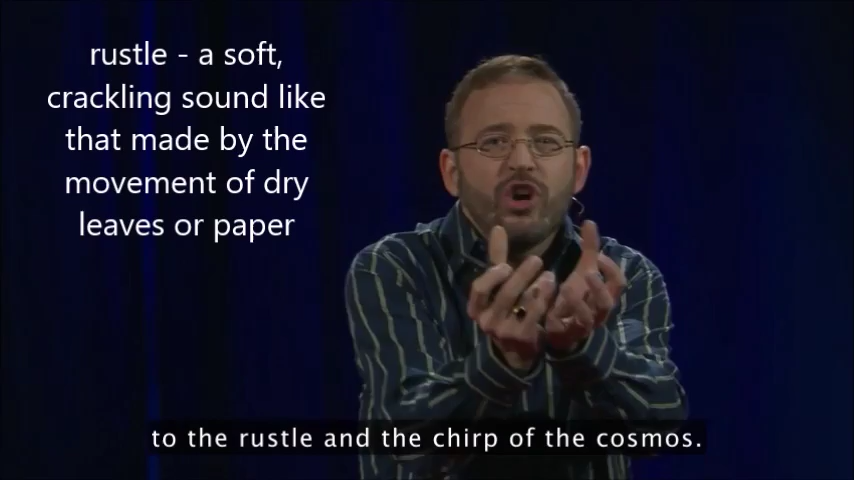 rustle - a soft,
crackling sound like
that made by the
movement of dry
leaves or paper
to the rustle and the chirp of the cosmos.